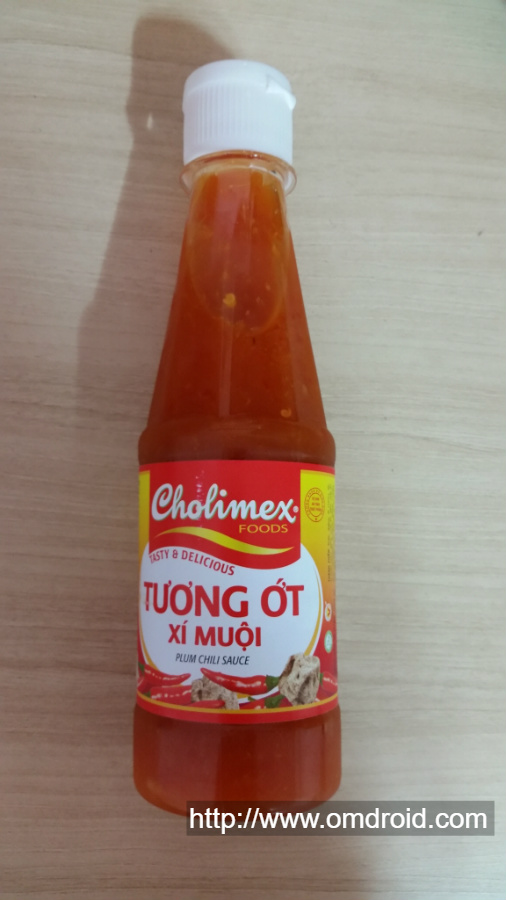 Cholimex
FOODS
TASTY & DELICIOUS
TƯƠNG ỚT
XÍ MUỘI
PLUM CHILI SAUCE
http://www.omdroid.com